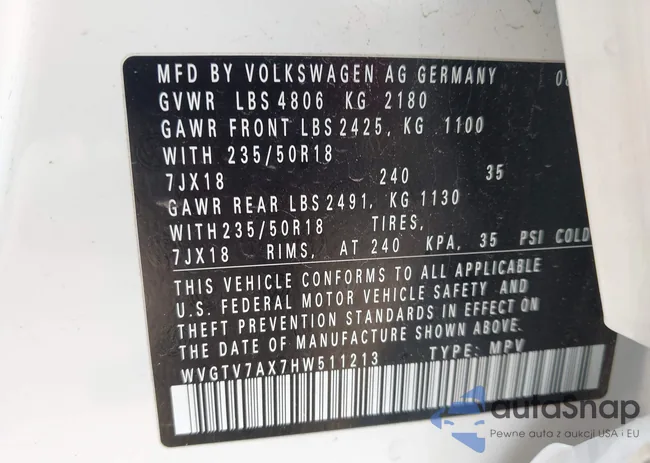 MFD BY VOLKSWAGEN AG GERMANY
GVWR LBS 4806 KG 2180
GAWR FRONT LBS 2425, KG 1100
WITH 235/50R18
7JX18 240 35
GAWR REAR LBS 2491, KG 1130
WITH 235/50R18 TIRES,
7JX18 RIMS, AT 240 KPA, 35 PSI COLD
THIS VEHICLE CONFORMS TO ALL APPLICABLE
U.S. FEDERAL MOTOR VEHICLE SAFETY AND
THEFT PREVENTION STANDARDS IN EFFECT ON
THE DATE OF MANUFACTURE SHOWN ABOVE.
WVGTV7AX7HW511213 TYPE: MPV
autaSnap
Pewne auta z aukcji USA i EU